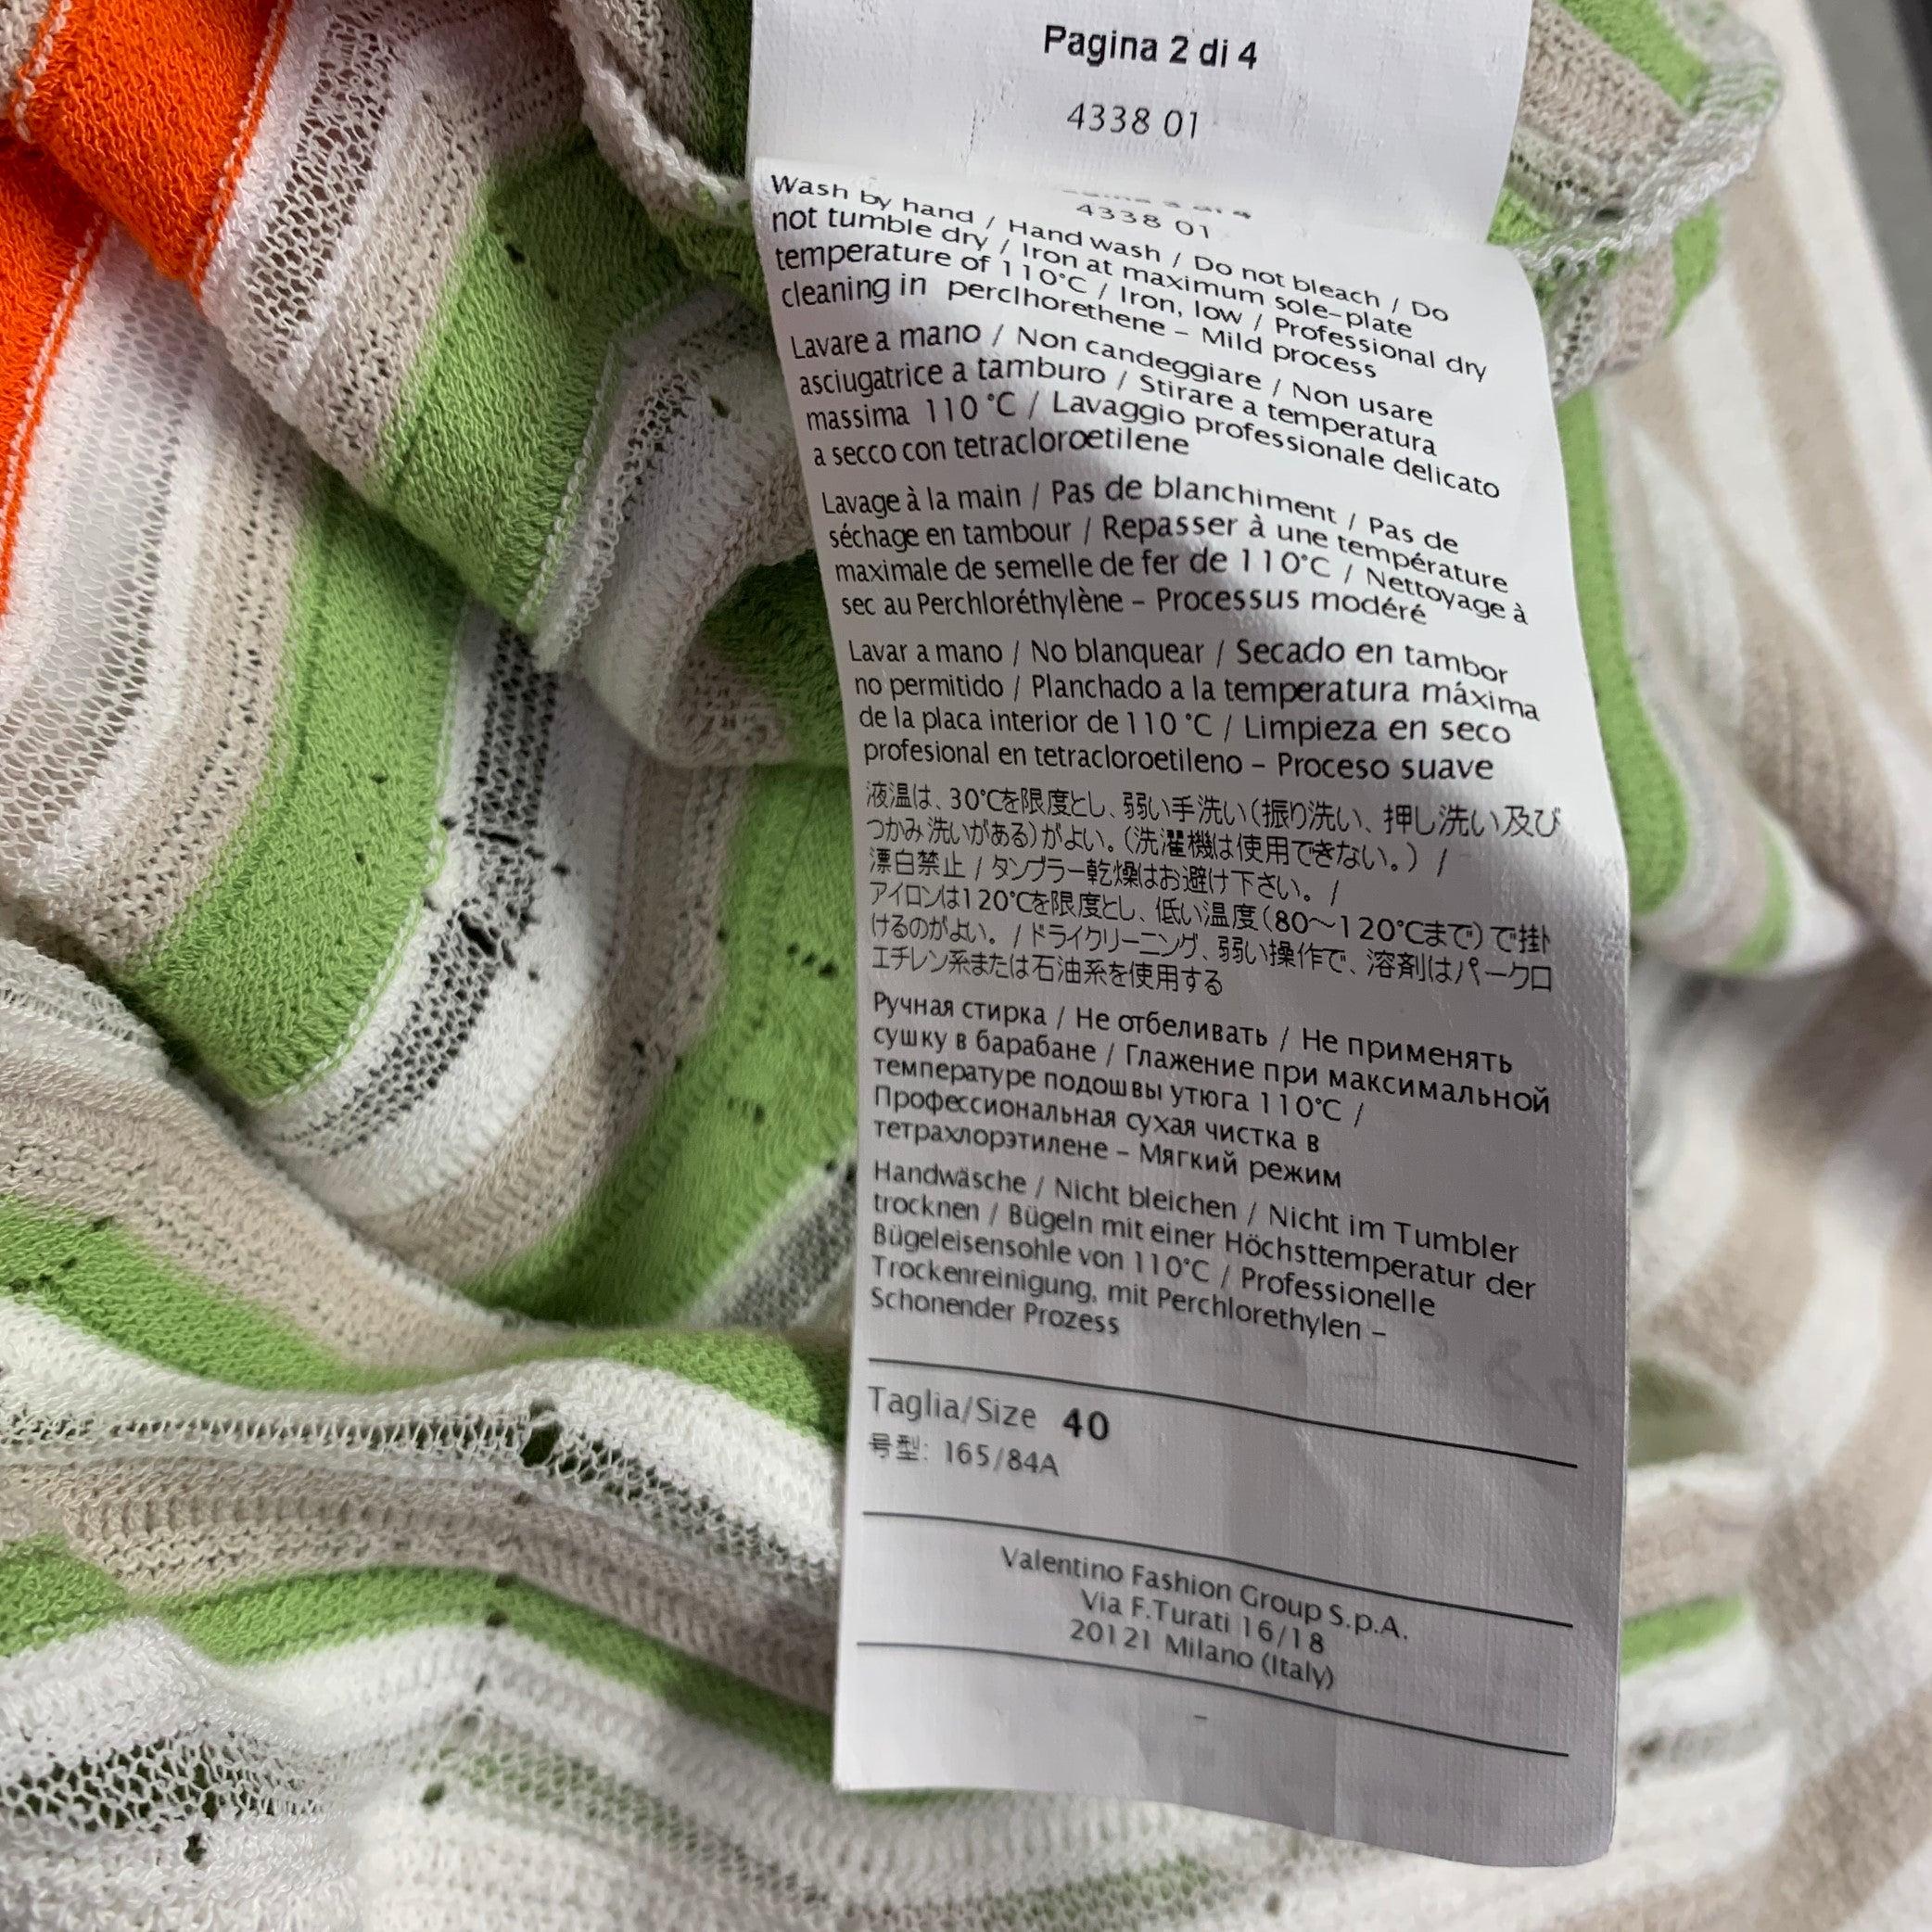 Pagina 2 di 4
4338 01
4338 01
Wash by hand / Hand wash / Do not bleach / Do
not tumble dry / Iron at maximum sole-plate
temperature of 110°C / Iron, low / Professional dry
cleaning in perclhorethene - Mild process
Lavare a mano / Non candeggiare / Non usare
asciugatrice a tamburo / Stirare a temperatura
massima 110 °C / Lavaggio professionale delicato
a secco con tetracloroetilene
Lavage à la main / Pas de blanchiment / Pas de
séchage en tambour / Repasser à une température
maximale de semelle de fer de 110°C / Nettoyage à
sec au Perchloréthylène - Processus modéré
Lavar a mano / No blanquear / Secado en tambor
no permitido / Planchado a la temperatura máxima
de la placa interior de 110 °C / Limpieza en seco
profesional en tetracloroetileno - Proceso suave
液温は、30℃を限度とし、弱い手洗い(振り洗い、押し洗い及び
つかみ洗いがある)がよい。(洗濯機は使用できない。) /
漂白禁止 / タンブラー乾燥はお避け下さい。 /
アイロンは120℃を限度とし、低い温度(80～120℃まで)で掛
けるのがよい。 / ドライクリーニング、弱い操作で、溶剤はパークロ
エチレン系または石油系を使用する
Ручная стирка / Не отбеливать / Не применять
сушку в барабане / Глажение при максимальной
температуре подошвы утюга 110°C /
Профессиональная сухая чистка в
тетрахлорэтилене - Мягкий режим
Handwäsche / Nicht bleichen / Nicht im Tumbler
trocknen / Bügeln mit einer Höchsttemperatur der
Bügeleisensohle von 110°C / Professionelle
Trockenreinigung, mit Perchlorethylen -
Schonender Prozess
Taglia/Size 40
号型: 165/84A
Valentino Fashion Group S.p.A.
Via F.Turati 16/18
20121 Milano (Italy)